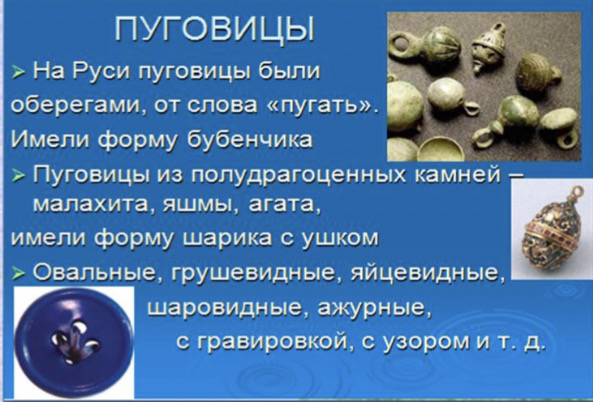 ПУГОВИЦЫ
На Руси пуговицы были
оберегами, от слова «пугать».
Имели форму бубенчика
Пуговицы из полудрагоценных камней –
малахита, яшмы, агата,
имели форму шарика с ушком
Овальные, грушевидные, яйцевидные,
шаровидные, ажурные,
с гравировкой, с узором и т. д.